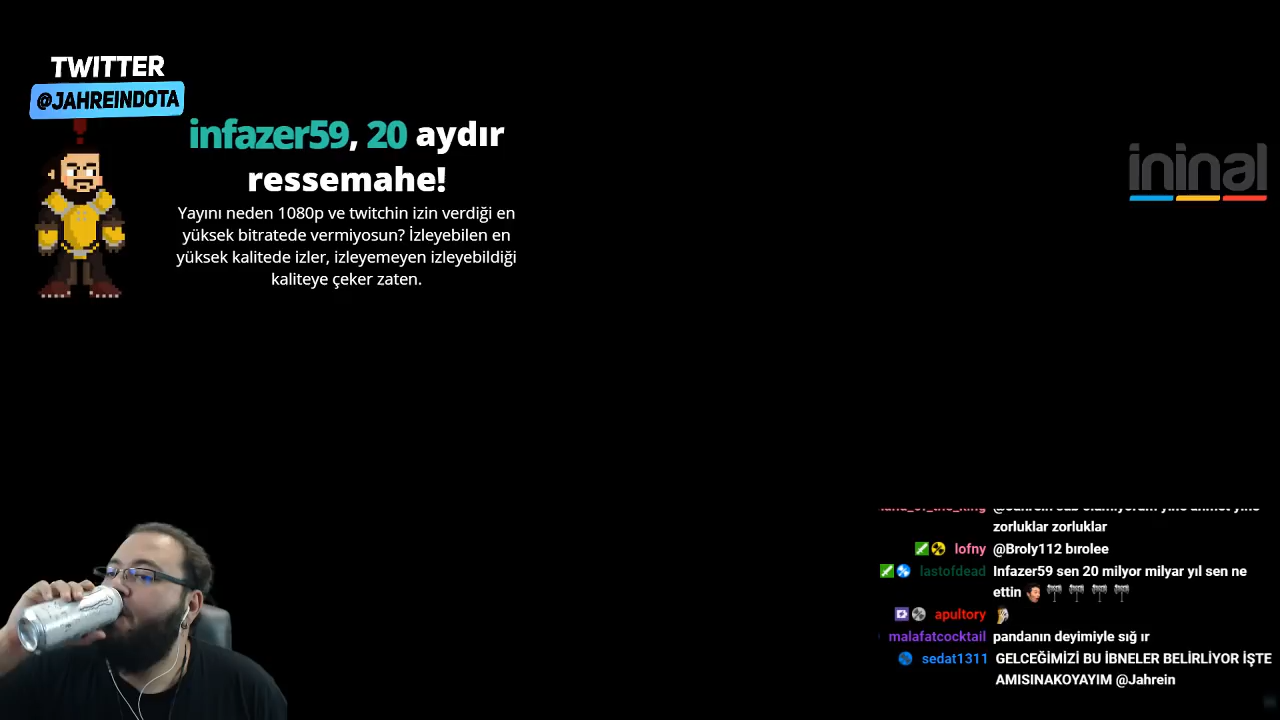 TWITTER
@JAHREINDOTA
infazer59, 20 aydır
ressemahe!
Yayını neden 1080p ve twitchin izin verdiği en
yüksek bitratede vermiyosun? İzleyebilen en
yüksek kalitede izler, izleyemeyen izleyebildiği
kaliteye çeker zaten.
ininal
zorluklar zorluklar
lofny @Broly112 bırolee
lastofdead Infazer59 sen 20 milyor milyar yıl sen ne
ettin
apultory
malafatcocktail pandanın deyimiyle sığ ır
sedat1311 GELCEĞİMİZİ BU İBNELER BELİRLİYOR İŞTE
AMISINAKOYAYIM @Jahrein